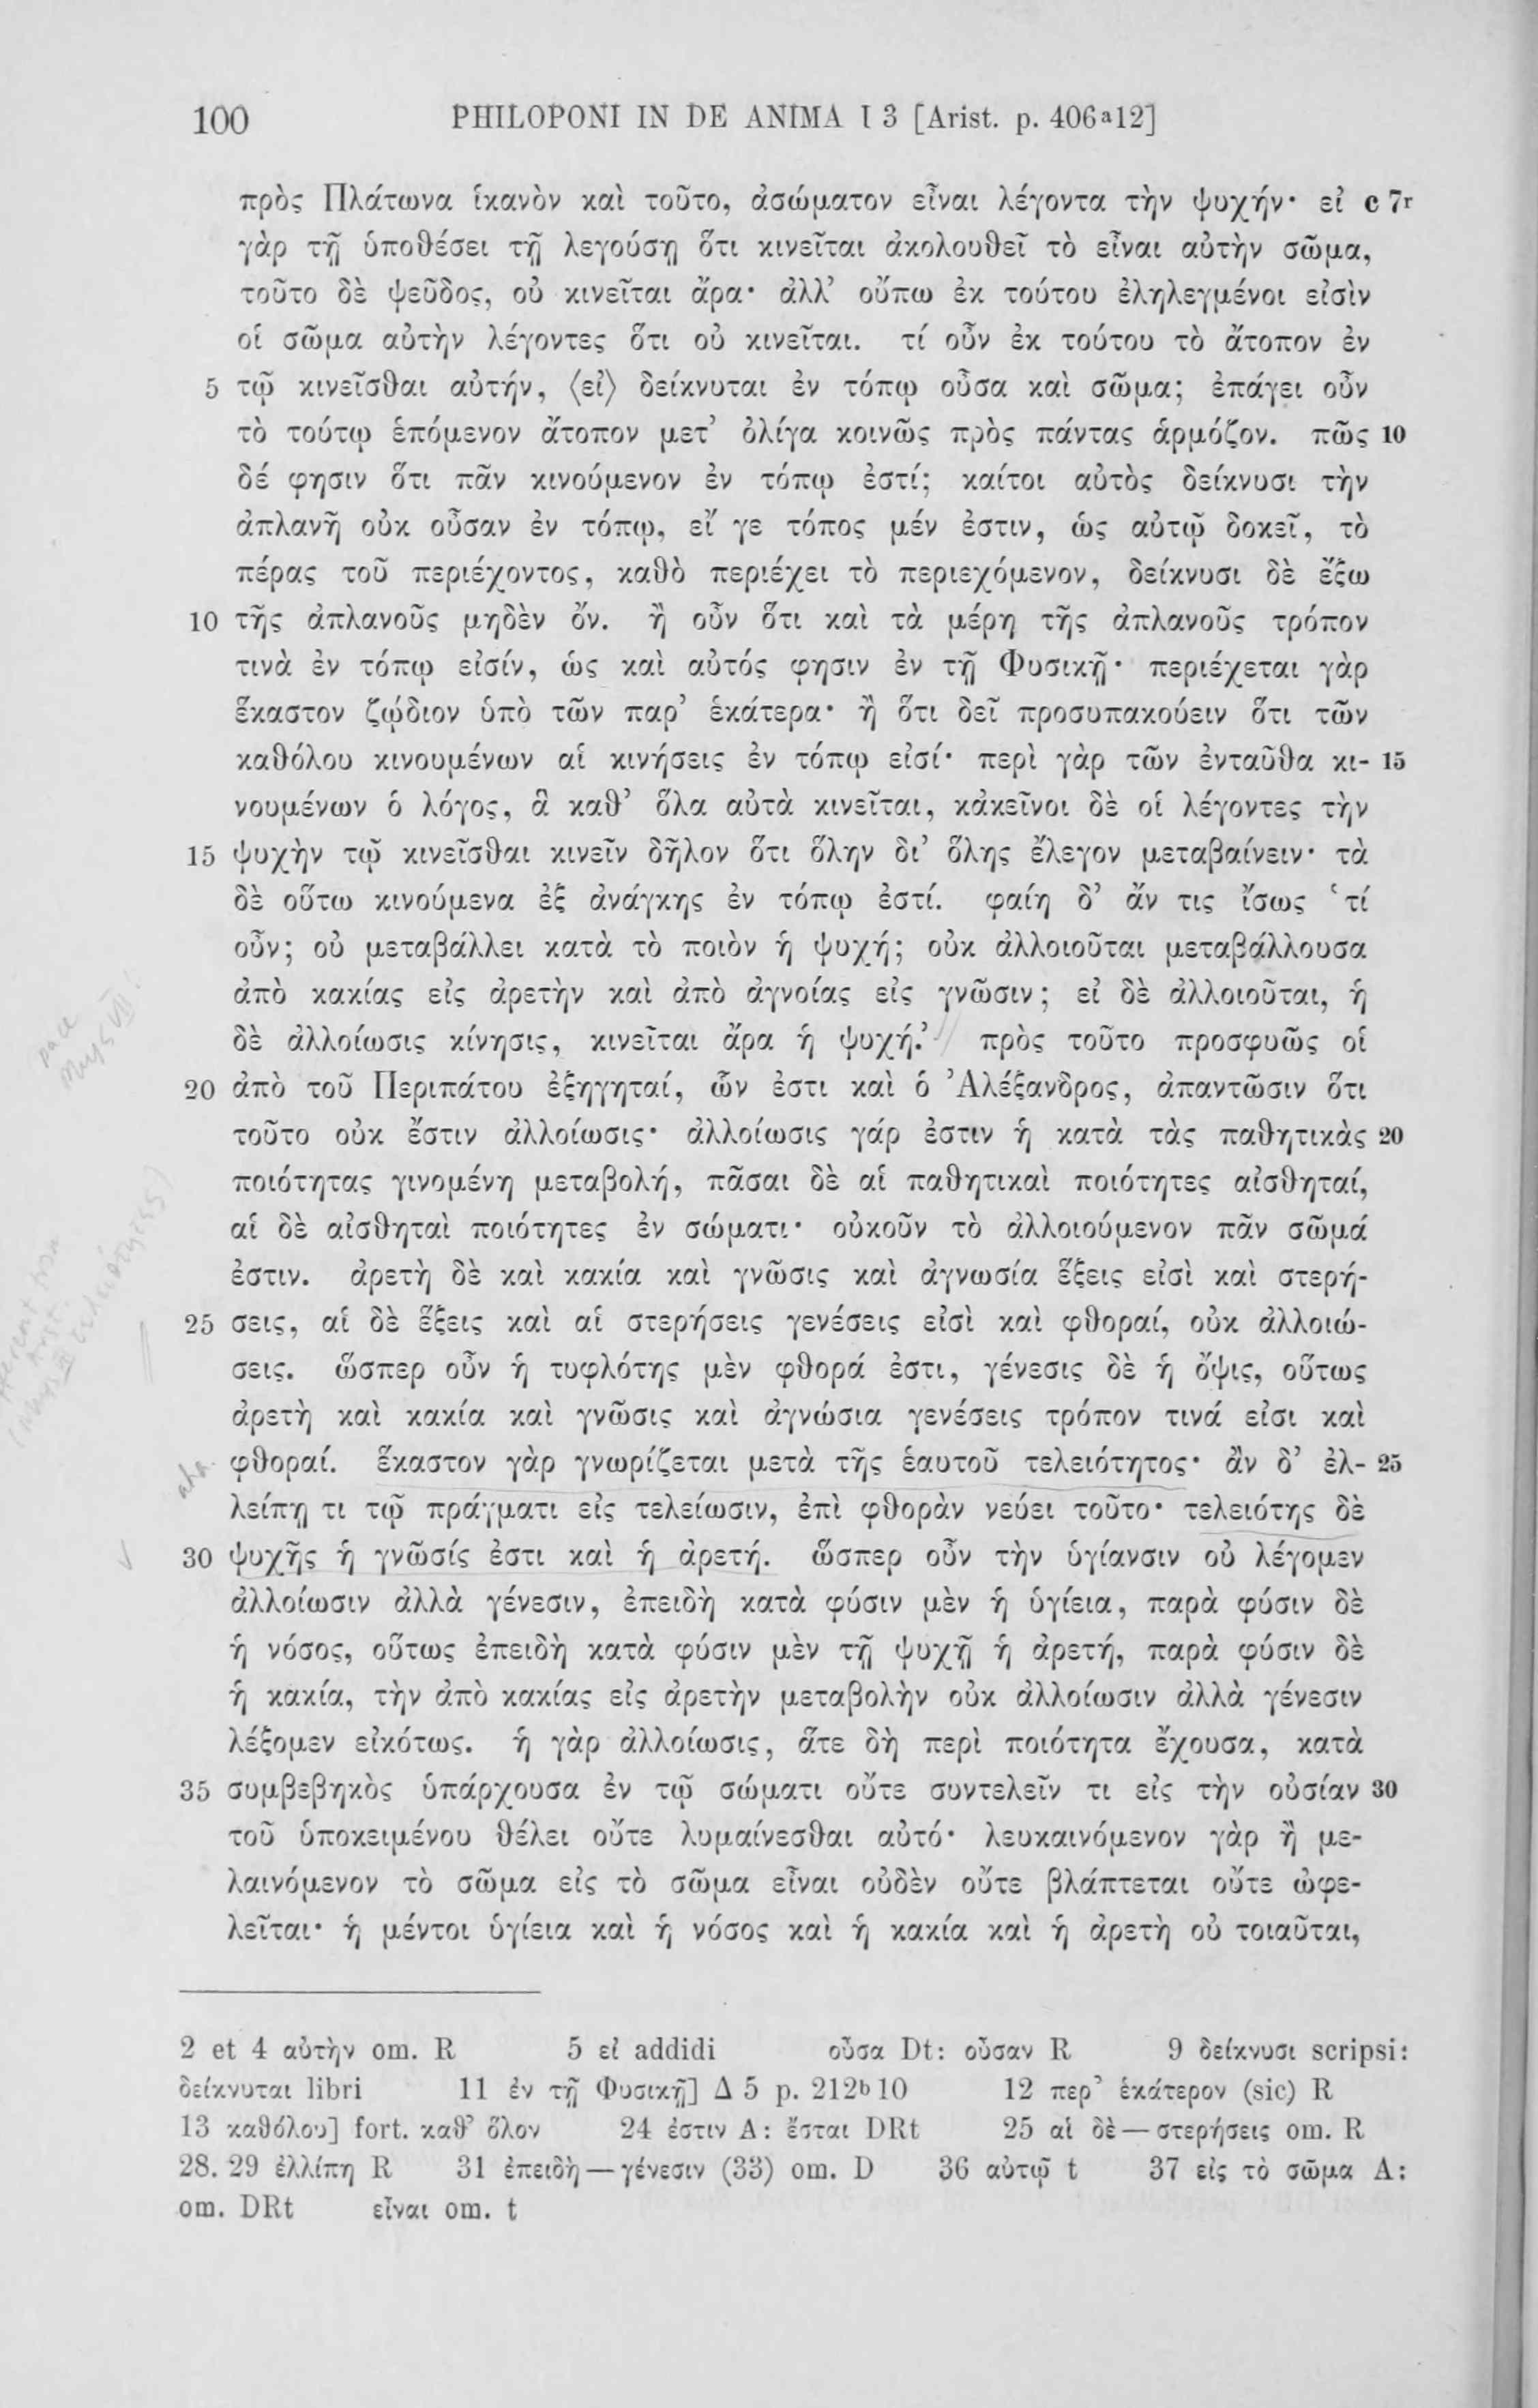 100 PHILOPONI IN DE ANIMA I 3 [Arist. p. 406ᵃ12]
πρὸς Πλάτωνα ἱκανὸν καὶ τοῦτο, ἀσώματον εἶναι λέγοντα τὴν ψυχήν· εἰ c 7r
γὰρ τῇ ὑποθέσει τῇ λεγούσῃ ὅτι κινεῖται ἀκολουθεῖ τὸ εἶναι αὐτὴν σῶμα,
τοῦτο δὲ ψεῦδος, οὐ κινεῖται ἄρα· ἀλλ’ οὔπω ἐκ τούτου ἐληλεγμένοι εἰσὶν
οἱ σῶμα αὐτὴν λέγοντες ὅτι οὐ κινεῖται. τί οὖν ἐκ τούτου τὸ ἄτοπον ἐν
5 τῷ κινεῖσθαι αὐτήν, ⟨εἰ⟩ δείκνυται ἐν τόπῳ οὖσα καὶ σῶμα; ἐπάγει οὖν
τὸ τούτῳ ἑπόμενον ἄτοπον μετ’ ὀλίγα κοινῶς πρὸς πάντας ἁρμόζον. πῶς 10
δέ φησιν ὅτι πᾶν κινούμενον ἐν τόπῳ ἐστί; καίτοι αὐτὸς δείκνυσι τὴν
ἀπλανῆ οὐκ οὖσαν ἐν τόπῳ, εἴ γε τόπος μέν ἐστιν, ὡς αὐτῷ δοκεῖ, τὸ
πέρας τοῦ περιέχοντος, καθὸ περιέχει τὸ περιεχόμενον, δείκνυσι δὲ ἔξω
10 τῆς ἀπλανοῦς μηδὲν ὄν. ἢ οὖν ὅτι καὶ τὰ μέρη τῆς ἀπλανοῦς τρόπον
τινὰ ἐν τόπῳ εἰσίν, ὡς καὶ αὐτός φησιν ἐν τῇ Φυσικῇ· περιέχεται γὰρ
ἕκαστον ζῴδιον ὑπὸ τῶν παρ’ ἑκάτερα· ἢ ὅτι δεῖ προσυπακούειν ὅτι τῶν
καθόλου κινουμένων αἱ κινήσεις ἐν τόπῳ εἰσί· περὶ γὰρ τῶν ἐνταῦθα κι- 15
νουμένων ὁ λόγος, ἃ καθ’ ὅλα αὐτὰ κινεῖται, κἀκεῖνοι δὲ οἱ λέγοντες τὴν
15 ψυχὴν τῷ κινεῖσθαι κινεῖν δῆλον ὅτι ὅλην δι’ ὅλης ἔλεγον μεταβαίνειν· τὰ
δὲ οὕτω κινούμενα ἐξ ἀνάγκης ἐν τόπῳ ἐστί. φαίη δ’ ἄν τις ἴσως ‘τί
οὖν; οὐ μεταβάλλει κατὰ τὸ ποιὸν ἡ ψυχή; οὐκ ἀλλοιοῦται μεταβάλλουσα
ἀπὸ κακίας εἰς ἀρετὴν καὶ ἀπὸ ἀγνοίας εἰς γνῶσιν; εἰ δὲ ἀλλοιοῦται, ἡ
δὲ ἀλλοίωσις κίνησις, κινεῖται ἄρα ἡ ψυχή.’ πρὸς τοῦτο προσφυῶς οἱ
20 ἀπὸ τοῦ Περιπάτου ἐξηγηταί, ὧν ἐστι καὶ ὁ Ἀλέξανδρος, ἀπαντῶσιν ὅτι
τοῦτο οὐκ ἔστιν ἀλλοίωσις· ἀλλοίωσις γάρ ἐστιν ἡ κατὰ τὰς παθητικὰς 20
ποιότητας γινομένη μεταβολή, πᾶσαι δὲ αἱ παθητικαὶ ποιότητες αἰσθηταί,
αἱ δὲ αἰσθηταὶ ποιότητες ἐν σώματι· οὐκοῦν τὸ ἀλλοιούμενον πᾶν σῶμά
ἐστιν. ἀρετὴ δὲ καὶ κακία καὶ γνῶσις καὶ ἀγνωσία ἕξεις εἰσὶ καὶ στερή-
25 σεις, αἱ δὲ ἕξεις καὶ αἱ στερήσεις γενέσεις εἰσὶ καὶ φθοραί, οὐκ ἀλλοιώ-
σεις. ὥσπερ οὖν ἡ τυφλότης μὲν φθορά ἐστι, γένεσις δὲ ἡ ὄψις, οὕτως
ἀρετὴ καὶ κακία καὶ γνῶσις καὶ ἀγνώσια γενέσεις τρόπον τινά εἰσι καὶ
φθοραί. ἕκαστον γὰρ γνωρίζεται μετὰ τῆς ἑαυτοῦ τελειότητος· ἂν δ’ ἐλ- 25
λείπῃ τι τῷ πράγματι εἰς τελείωσιν, ἐπὶ φθορὰν νεύει τοῦτο· τελειότης δὲ
30 ψυχῆς ἡ γνῶσίς ἐστι καὶ ἡ ἀρετή. ὥσπερ οὖν τὴν ὑγίανσιν οὐ λέγομεν
ἀλλοίωσιν ἀλλὰ γένεσιν, ἐπειδὴ κατὰ φύσιν μὲν ἡ ὑγίεια, παρὰ φύσιν δὲ
ἡ νόσος, οὕτως ἐπειδὴ κατὰ φύσιν μὲν τῇ ψυχῇ ἡ ἀρετή, παρὰ φύσιν δὲ
ἡ κακία, τὴν ἀπὸ κακίας εἰς ἀρετὴν μεταβολὴν οὐκ ἀλλοίωσιν ἀλλὰ γένεσιν
λέξομεν εἰκότως. ἡ γὰρ ἀλλοίωσις, ἅτε δὴ περὶ ποιότητα ἔχουσα, κατὰ
35 συμβεβηκὸς ὑπάρχουσα ἐν τῷ σώματι οὔτε συντελεῖν τι εἰς τὴν οὐσίαν 30
τοῦ ὑποκειμένου θέλει οὔτε λυμαίνεσθαι αὐτό· λευκαινόμενον γὰρ ἢ με-
λαινόμενον τὸ σῶμα εἰς τὸ σῶμα εἶναι οὐδὲν οὔτε βλάπτεται οὔτε ὠφε-
λεῖται· ἡ μέντοι ὑγίεια καὶ ἡ νόσος καὶ ἡ κακία καὶ ἡ ἀρετὴ οὐ τοιαῦται,
2 et 4 αὐτὴν om. R 5 εἰ addidi οὖσα Dt: οὖσαν R 9 δείκνυσι scripsi:
δείκνυται libri 11 ἐν τῇ Φυσικῇ] Δ 5 p. 212ᵇ10 12 περ’ ἑκάτερον (sic) R
13 καθόλου] fort. καθ’ ὅλον 24 ἐστιν A: ἔσται DRt 25 αἱ δὲ — στερήσεις om. R
28. 29 ἐλλίπῃ R 31 ἐπειδὴ — γένεσιν (33) om. D 36 αὐτῷ t 37 εἰς τὸ σῶμα A:
om. DRt εἶναι om. t
pace
Phys VII!